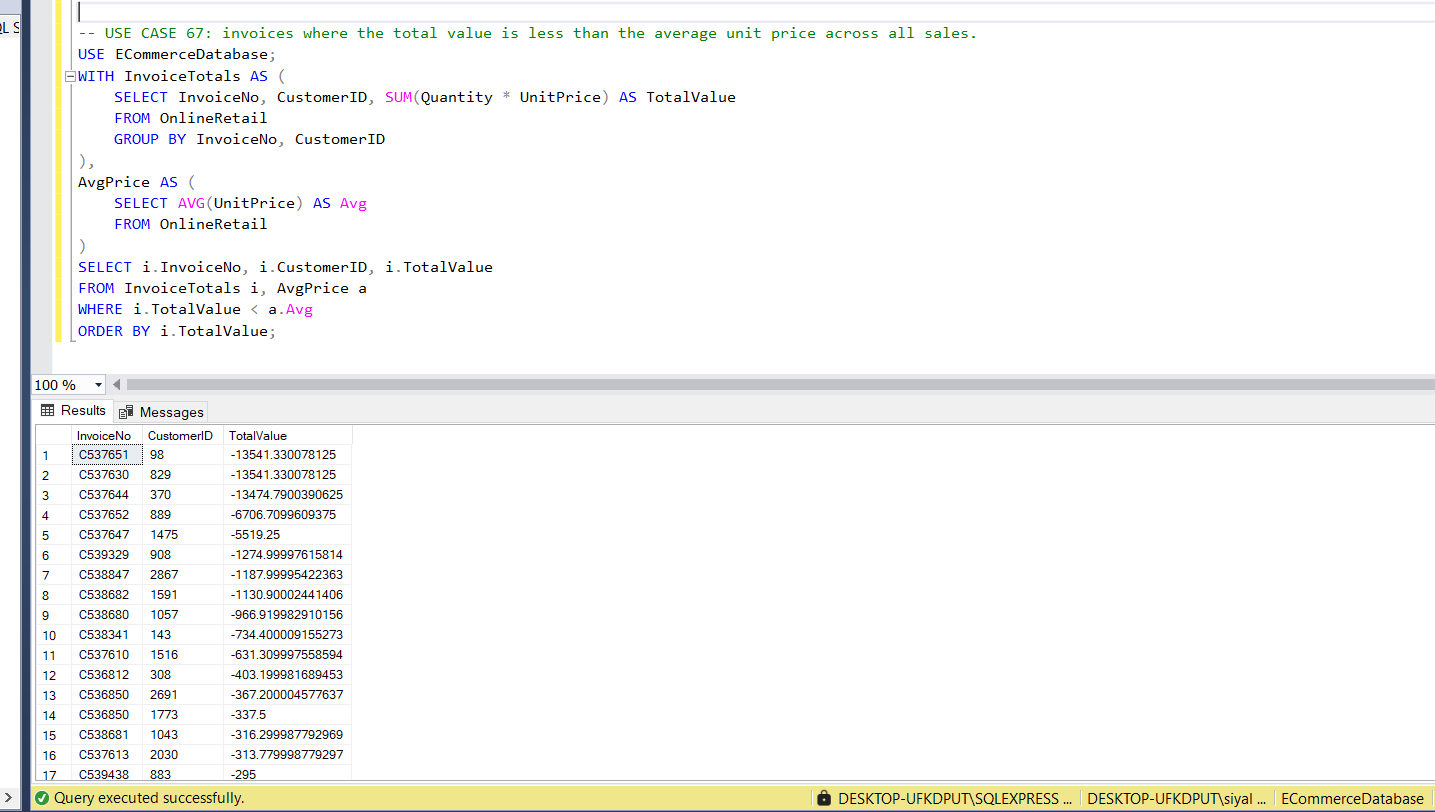 QL S
-- USE CASE 67: invoices where the total value is less than the average unit price across all sales.
USE ECommerceDatabase;
WITH InvoiceTotals AS (
    SELECT InvoiceNo, CustomerID, SUM(Quantity * UnitPrice) AS TotalValue
    FROM OnlineRetail
    GROUP BY InvoiceNo, CustomerID
),
AvgPrice AS (
    SELECT AVG(UnitPrice) AS Avg
    FROM OnlineRetail
)
SELECT i.InvoiceNo, i.CustomerID, i.TotalValue
FROM InvoiceTotals i, AvgPrice a
WHERE i.TotalValue < a.Avg
ORDER BY i.TotalValue;
100 %
Results Messages
InvoiceNo CustomerID TotalValue
1 C537651 98 -13541.330078125
2 C537630 829 -13541.330078125
3 C537644 370 -13474.7900390625
4 C537652 889 -6706.7099609375
5 C537647 1475 -5519.25
6 C539329 908 -1274.99997615814
7 C538847 2867 -1187.99995422363
8 C538682 1591 -1130.90002441406
9 C538680 1057 -966.919982910156
10 C538341 143 -734.400009155273
11 C537610 1516 -631.309997558594
12 C536812 308 -403.199981689453
13 C536850 2691 -367.200004577637
14 C536850 1773 -337.5
15 C538681 1043 -316.299987792969
16 C537613 2030 -313.779998779297
17 C539438 883 -295
Query executed successfully. DESKTOP-UFKDPUT\SQLEXPRESS ... DESKTOP-UFKDPUT\siyal ... ECommerceDatabase